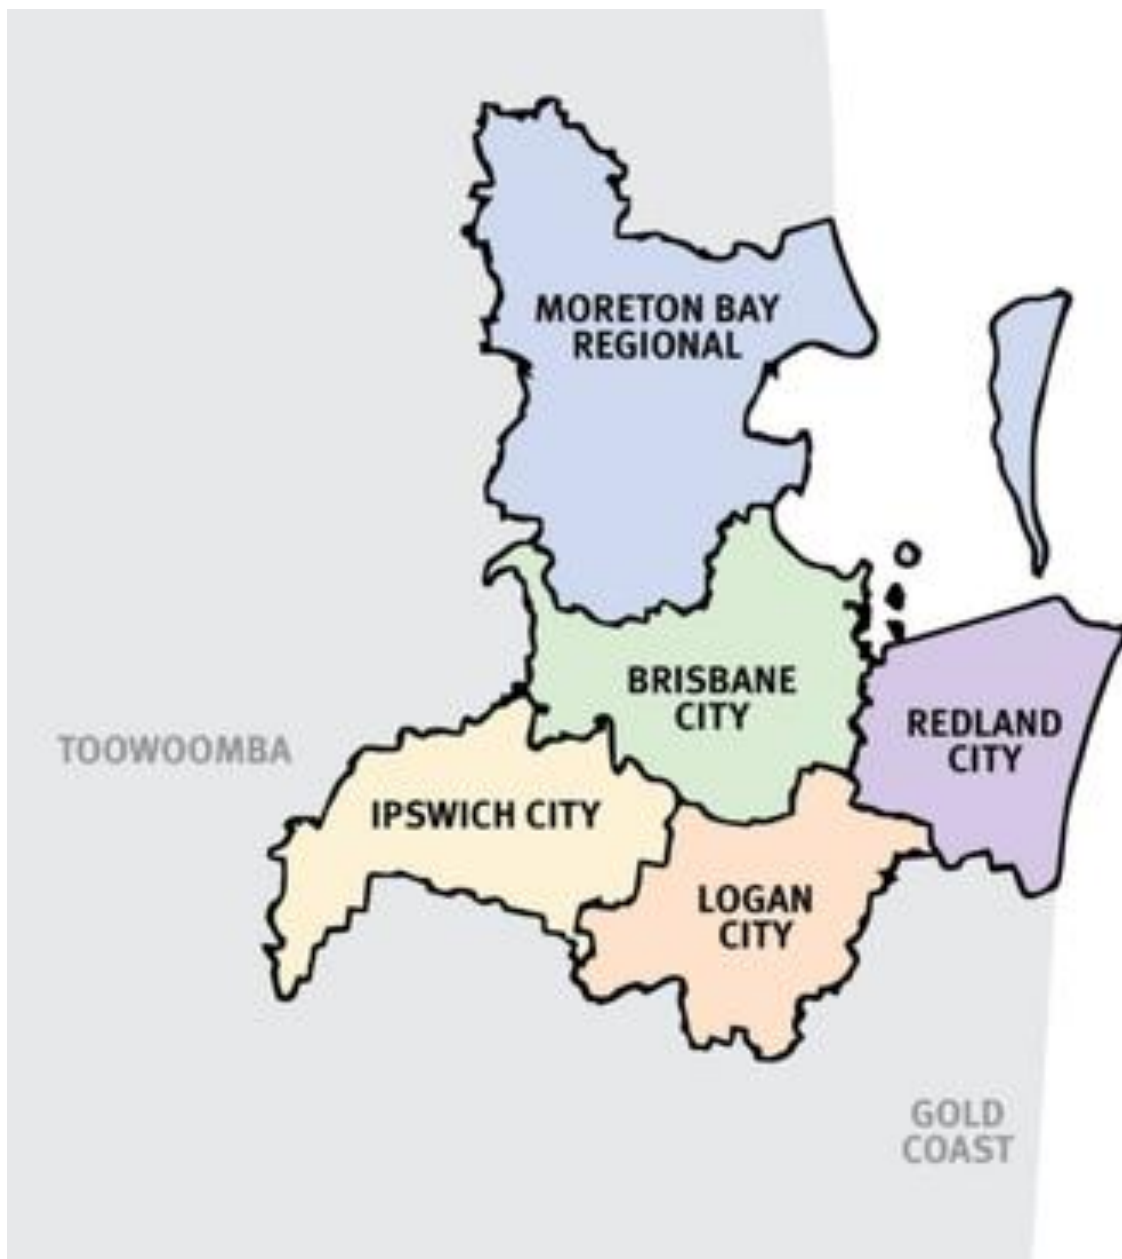 MORETON BAY
REGIONAL
BRISBANE
CITY
REDLAND
CITY
TOOWOOMBA
IPSWICH CITY
LOGAN
CITY
GOLD
COAST